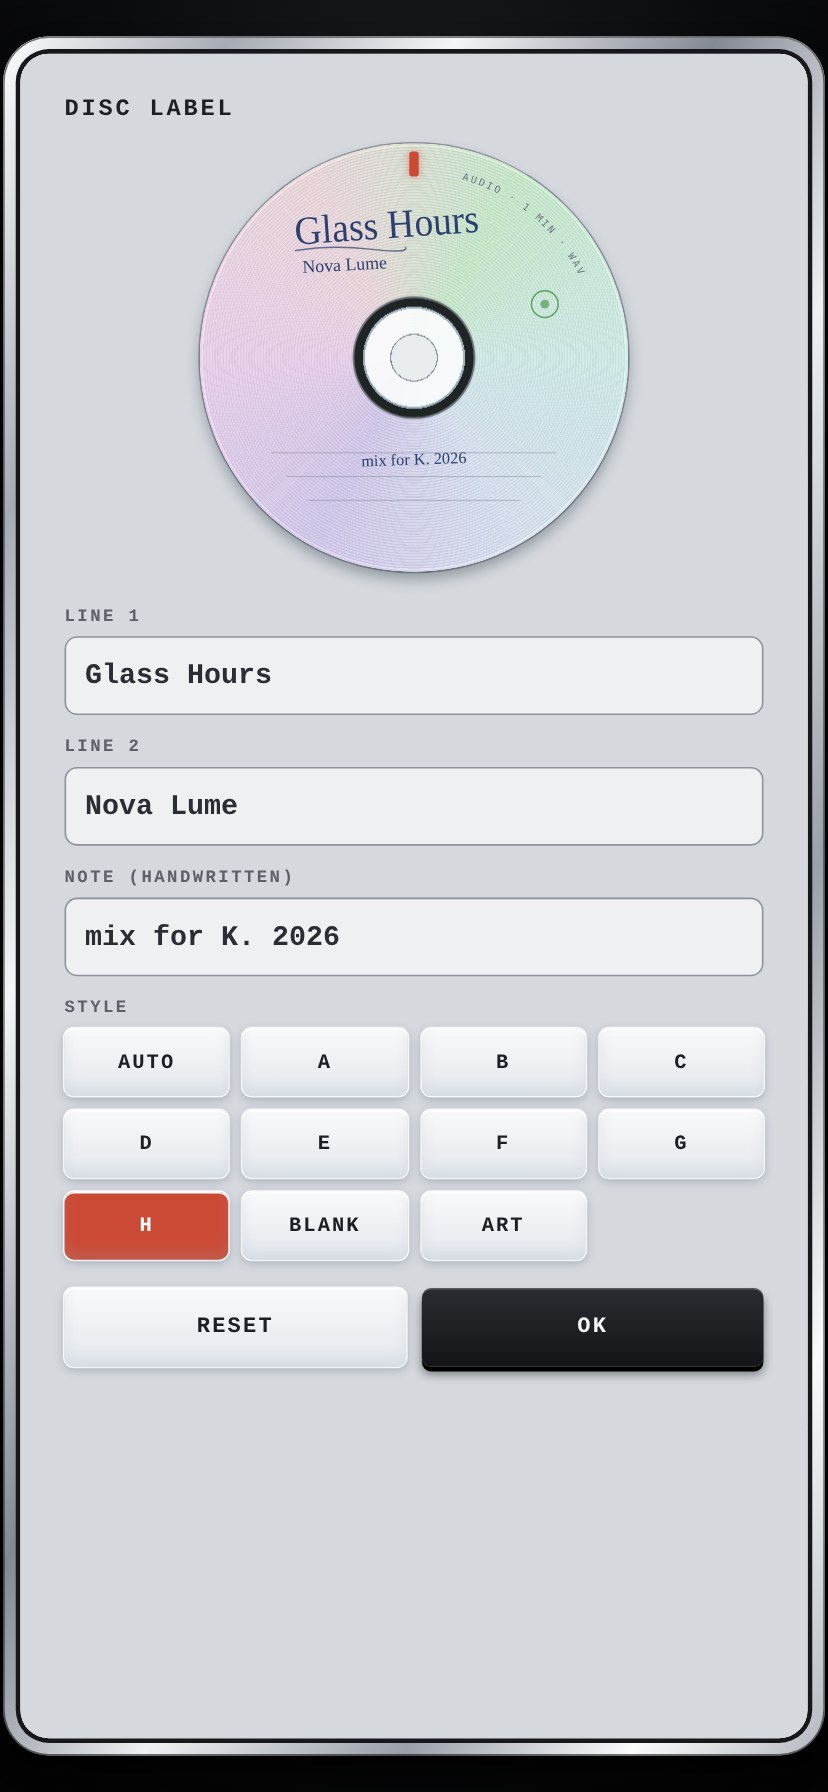 DISC LABEL
AUDIO · 1 MIN · WAV
Glass Hours
Nova Lume
mix for K. 2026
LINE 1
Glass Hours
LINE 2
Nova Lume
NOTE (HANDWRITTEN)
mix for K. 2026
STYLE
AUTO A B C
D E F G
H BLANK ART
RESET OK